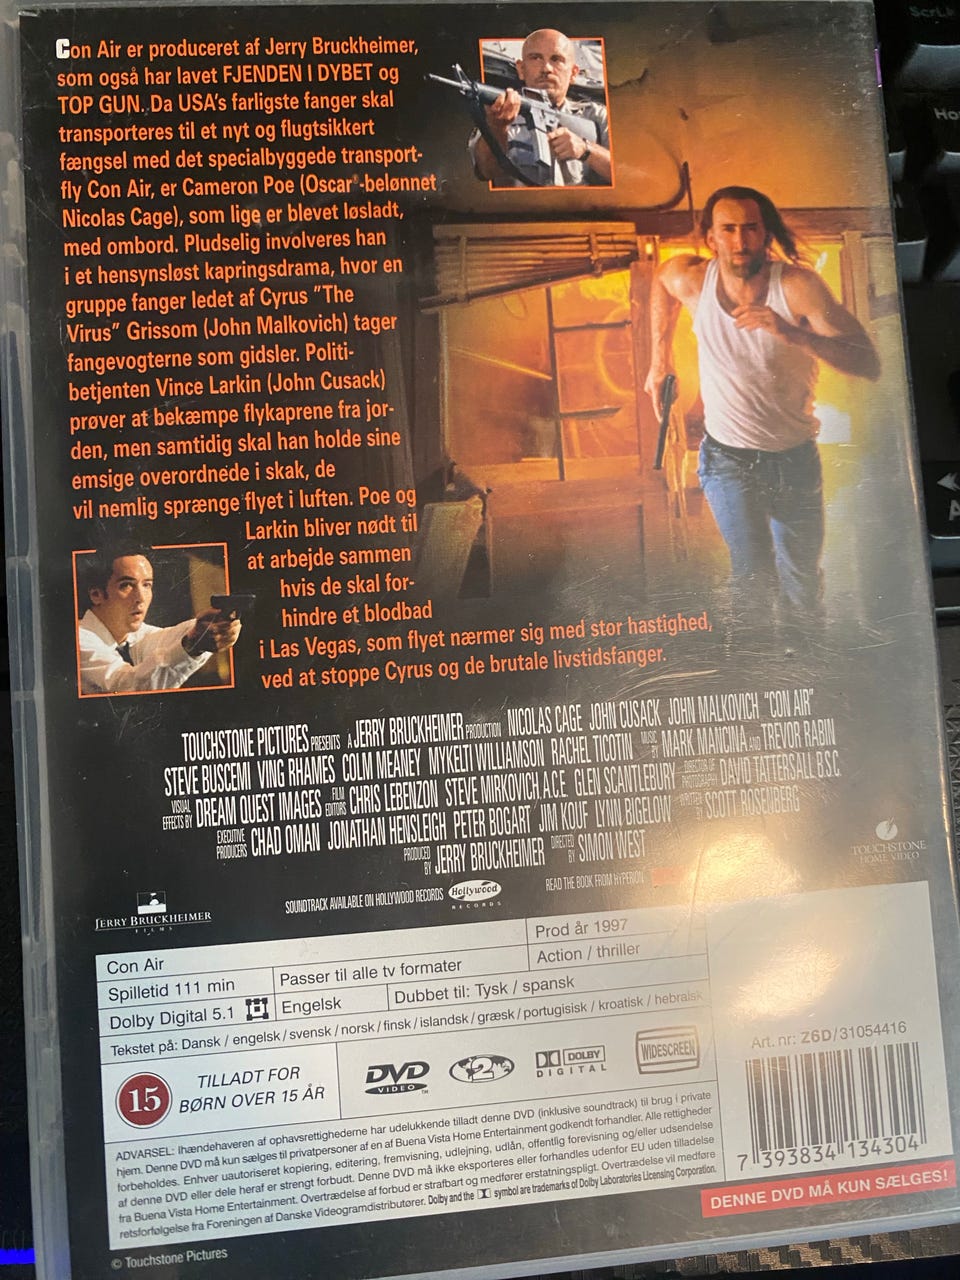 Con Air er produceret af Jerry Bruckheimer,
som også har lavet FJENDEN I DYBET og
TOP GUN. Da USA's farligste fanger skal
transporteres til et nyt og flugtsikkert
fængsel med det specialbyggede transport-
fly Con Air, er Cameron Poe (Oscar®-belønnet
Nicolas Cage), som lige er blevet løsladt,
med ombord. Pludselig involveres han
i et hensynsløst kapringsdrama, hvor en
gruppe fanger ledet af Cyrus "The
Virus" Grissom (John Malkovich) tager
fangevogterne som gidsler. Politi-
betjenten Vince Larkin (John Cusack)
prøver at bekæmpe flykaprerne fra jor-
den, men samtidig skal han holde sine
emsige overordnede i skak, de
vil nemlig sprænge flyet i luften. Poe og
Larkin bliver nødt til
at arbejde sammen
hvis de skal for-
hindre et blodbad
i Las Vegas, som flyet nærmer sig med stor hastighed,
ved at stoppe Cyrus og de brutale livstidsfanger.
TOUCHSTONE PICTURES PRESENTS A JERRY BRUCKHEIMER PRODUCTION NICOLAS CAGE JOHN CUSACK JOHN MALKOVICH "CON AIR"
STEVE BUSCEMI VING RHAMES COLM MEANEY MYKELTI WILLIAMSON RACHEL TICOTIN MUSIC BY MARK MANCINA AND TREVOR RABIN
VISUAL EFFECTS BY DREAM QUEST IMAGES FILM EDITORS CHRIS LEBENZON STEVE MIRKOVICH A.C.E. GLEN SCANTLEBURY DIRECTOR OF PHOTOGRAPHY DAVID TATTERSALL B.S.C.
EXECUTIVE PRODUCERS CHAD OMAN JONATHAN HENSLEIGH PETER BOGART JIM KOUF LYNN BIGELOW WRITTEN BY SCOTT ROSENBERG
PRODUCED BY JERRY BRUCKHEIMER DIRECTED BY SIMON WEST
TOUCHSTONE
HOME VIDEO
JERRY BRUCKHEIMER
FILMS
SOUNDTRACK AVAILABLE ON HOLLYWOOD RECORDS Hollywood RECORDS READ THE BOOK FROM HYPERION
Con Air
Prod år 1997
Spilletid 111 min
Passer til alle tv formater
Action / thriller
Dolby Digital 5.1
Engelsk
Dubbet til: Tysk / spansk
Tekstet på: Dansk / engelsk / svensk / norsk / finsk / islandsk / græsk / portugisisk / kroatisk / hebraisk
15
TILLADT FOR
BØRN OVER 15 ÅR
DVD
VIDEO
2
DOLBY
DIGITAL
WIDESCREEN
Art. nr: Z6D/31054416
7 393834 134304
DENNE DVD MÅ KUN SÆLGES!
ADVARSEL: Ihændehaveren af ophavsrettighederne har udelukkende tilladt denne DVD (inklusive soundtrack) til brug i private
hjem. Denne DVD må kun sælges til privatpersoner af en af Buena Vista Home Entertainment godkendt forhandler. Alle rettigheder
forbeholdes. Enhver uautoriseret kopiering, editering, fremvisning, udlejning, udlån, offentlig forevisning og/eller udsendelse
af denne DVD eller dele heraf er strengt forbudt. Denne DVD må ikke eksporteres eller forhandles udenfor EU uden tilladelse
fra Buena Vista Home Entertainment. Overtrædelse af forbud er strafbart og medfører erstatningspligt. Overtrædelse vil medføre
retsforfølgelse fra Foreningen af Danske Videogramdistributører. Dolby and the symbol are trademarks of Dolby Laboratories Licensing Corporation.
© Touchstone Pictures